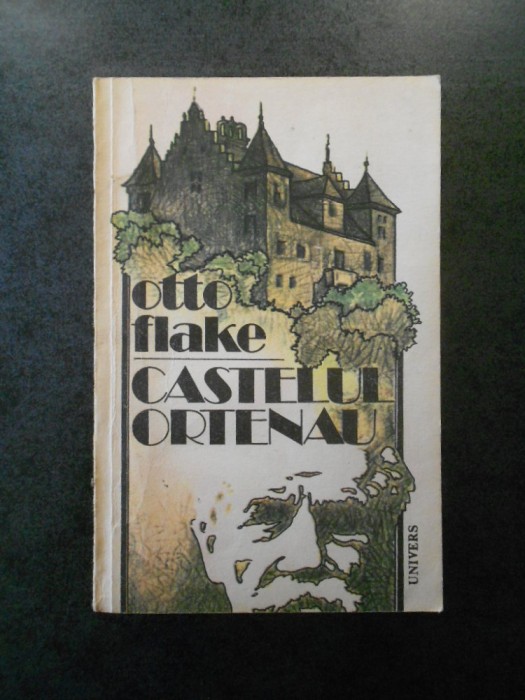 otto
flake
CASTELUL
ORTENAU
UNIVERS